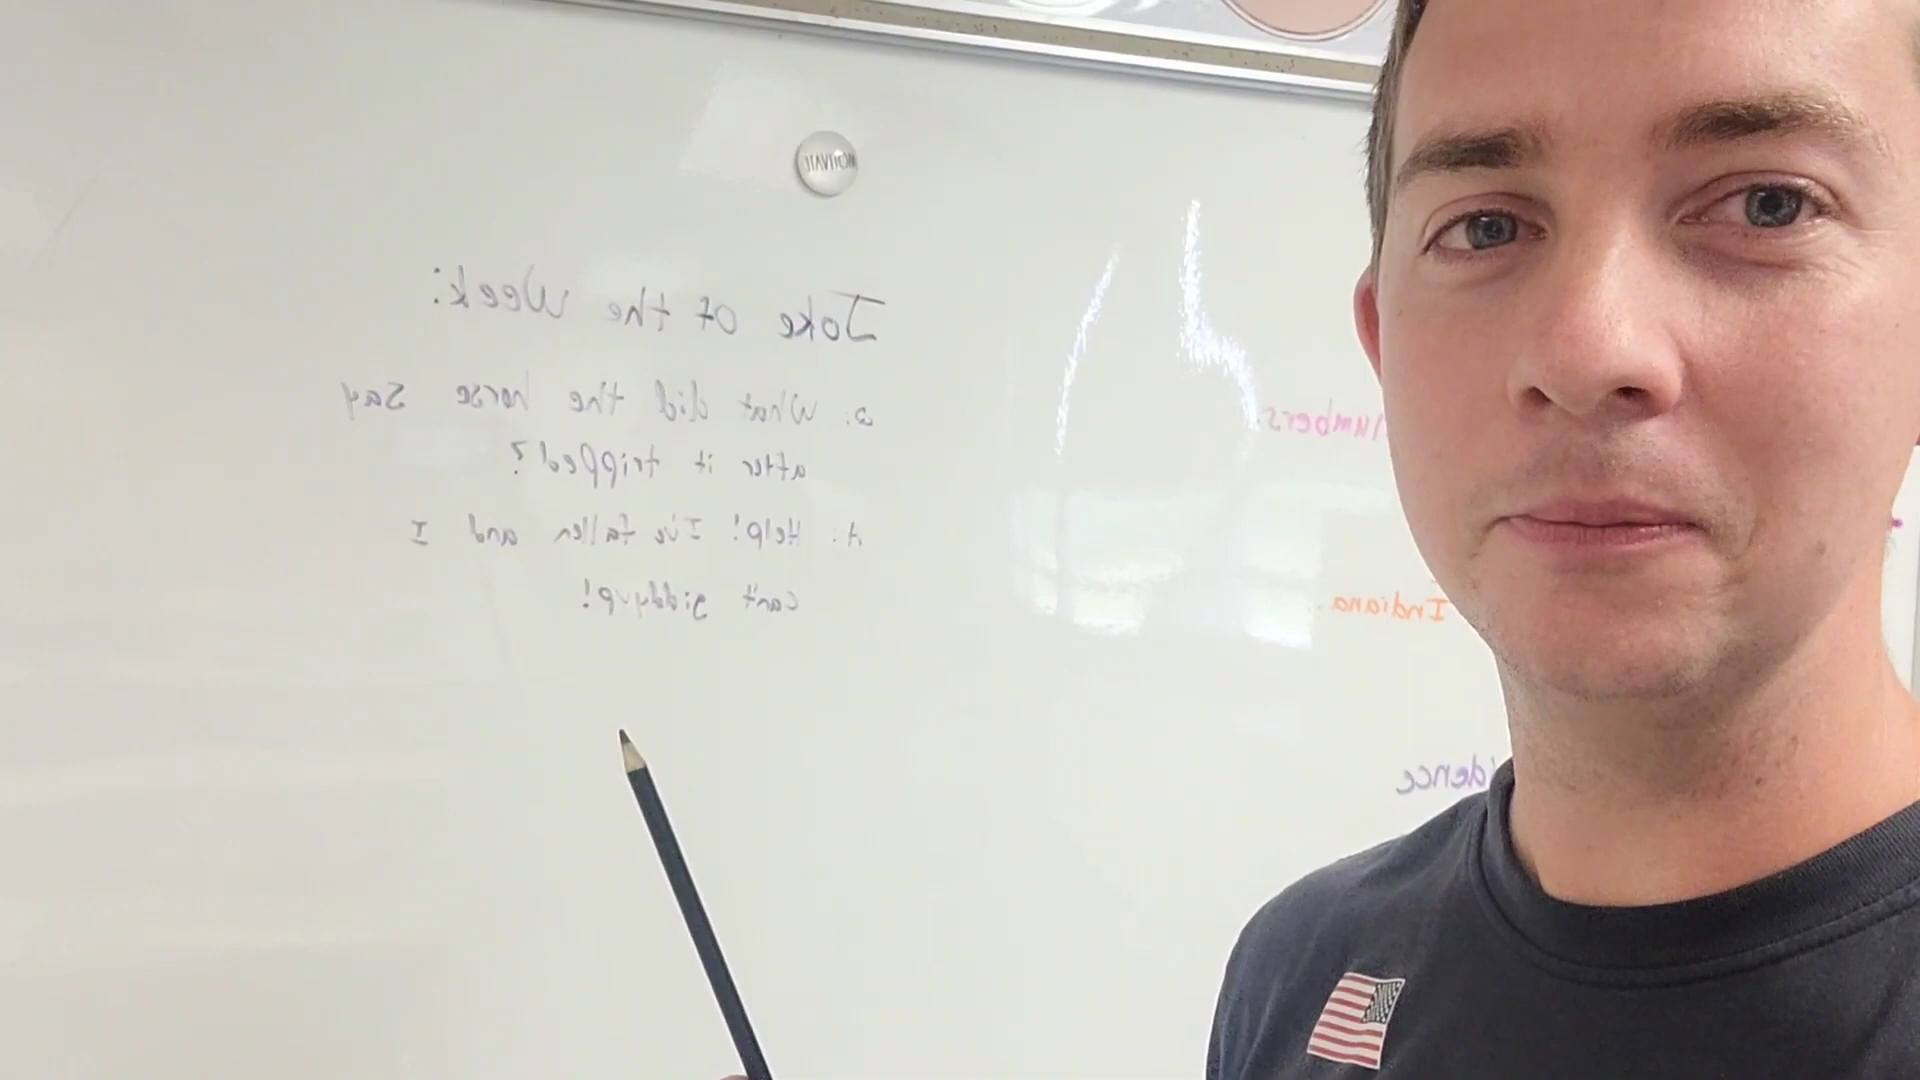 MOTIVATE
Joke of the Week:
Q: What did the horse say
after it tripped?
A: Help! I've fallen and I
can't giddyup!
Numbers
Indiana
idence